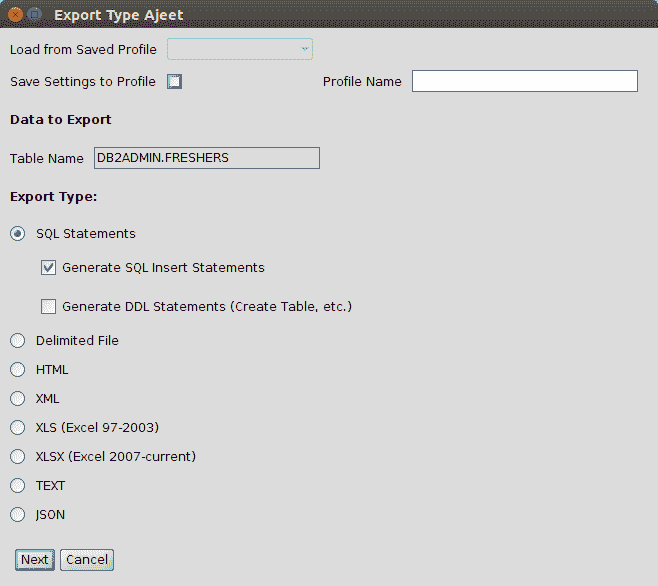 Export Type Ajeet
Load from Saved Profile
Save Settings to Profile Profile Name
Data to Export
Table Name DB2ADMIN.FRESHERS
Export Type:
SQL Statements
Generate SQL Insert Statements
Generate DDL Statements (Create Table, etc.)
Delimited File
HTML
XML
XLS (Excel 97-2003)
XLSX (Excel 2007-current)
TEXT
JSON
Next Cancel